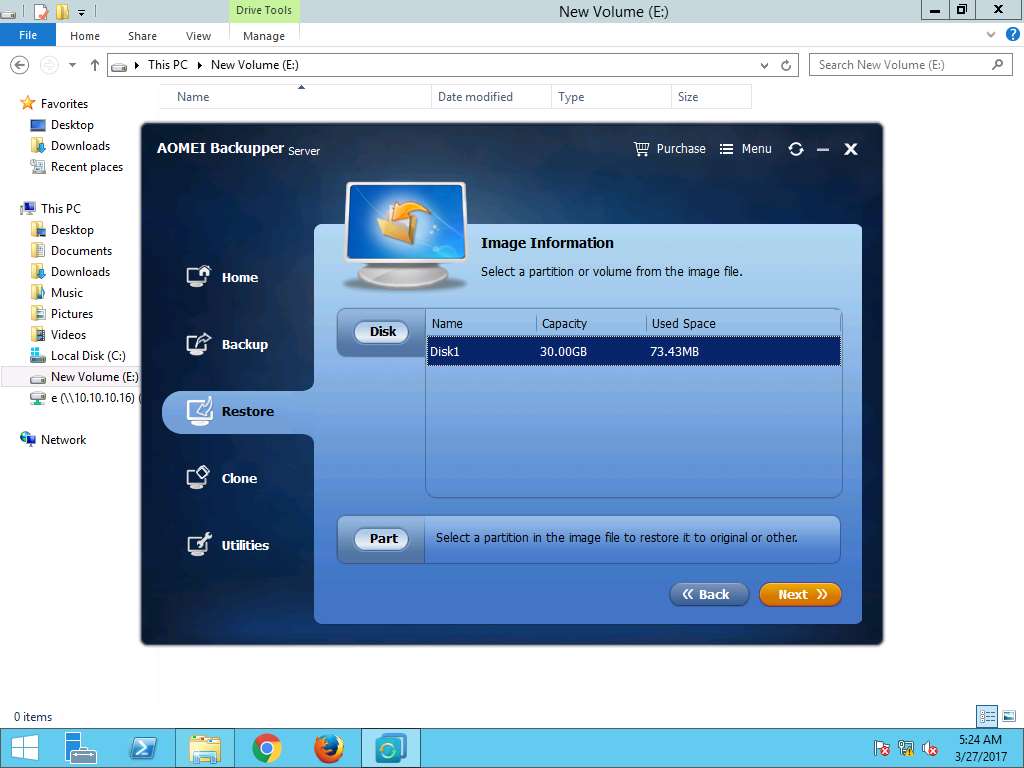 Drive Tools
New Volume (E:)
File
Home
Share
View
Manage
This PC
New Volume (E:)
Search New Volume (E:)
Name
Date modified
Type
Size
Favorites
Desktop
Downloads
Recent places
This PC
Desktop
Documents
Downloads
Music
Pictures
Videos
Local Disk (C:)
New Volume (E:)
e (\\10.10.10.16) (
Network
AOMEI Backupper Server
Purchase
Menu
Home
Backup
Restore
Clone
Utilities
Image Information
Select a partition or volume from the image file.
Disk
Name
Capacity
Used Space
Disk1
30.00GB
73.43MB
Part
Select a partition in the image file to restore it to original or other.
Back
Next
0 items
5:24 AM
3/27/2017